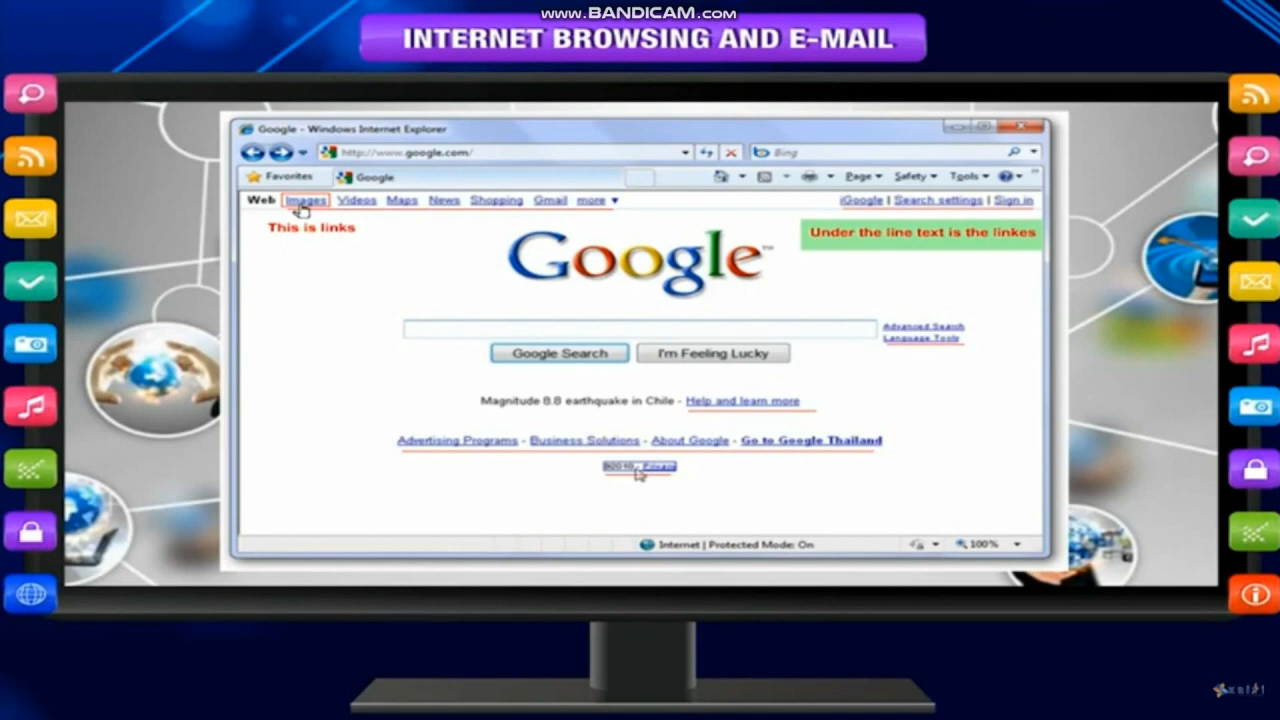 www.BANDICAM.com
INTERNET BROWSING AND E-MAIL
Google - Windows Internet Explorer
http://www.google.com/
Bing
Favorites
Google
Page
Safety
Tools
Web Images Videos Maps News Shopping Gmail more
iGoogle | Search settings | Sign in
This is links
Under the line text is the linkes
Google™
Advanced Search
Language Tools
Google Search
I'm Feeling Lucky
Magnitude 8.8 earthquake in Chile - Help and learn more
Advertising Programs - Business Solutions - About Google - Go to Google Thailand
©2010 -
Internet | Protected Mode: On
100%